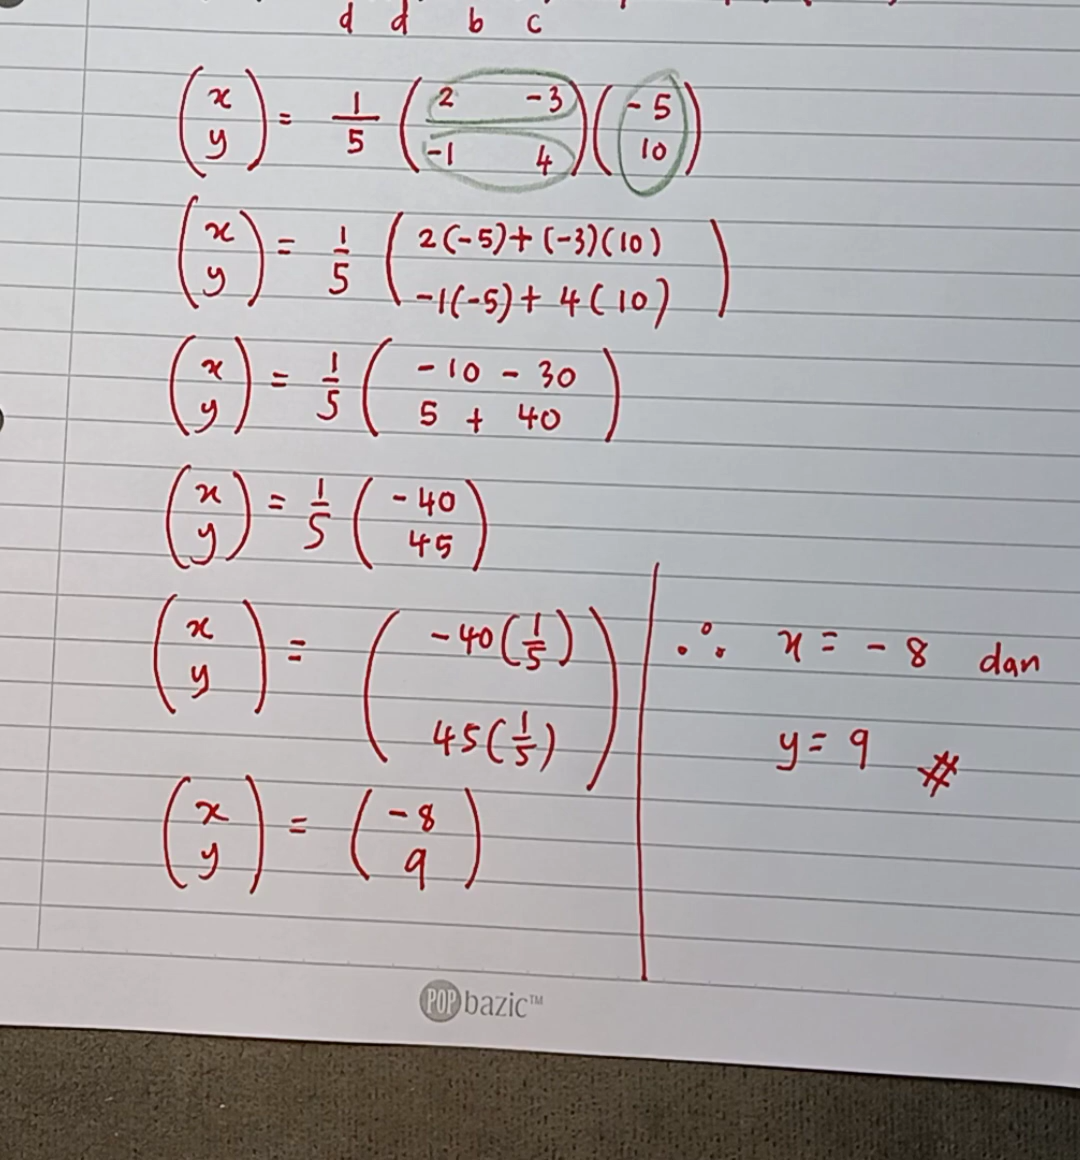 d d b c
(x y) = 1/5 (2 -3 -1 4) (-5 10)
(x y) = 1/5 (2(-5)+(-3)(10) -1(-5)+4(10))
(x y) = 1/5 (-10 - 30 5 + 40)
(x y) = 1/5 (-40 45)
(x y) = (-40(1/5) 45(1/5))
(x y) = (-8 9)
∴ x = -8 dan
y = 9 #
POP bazic™